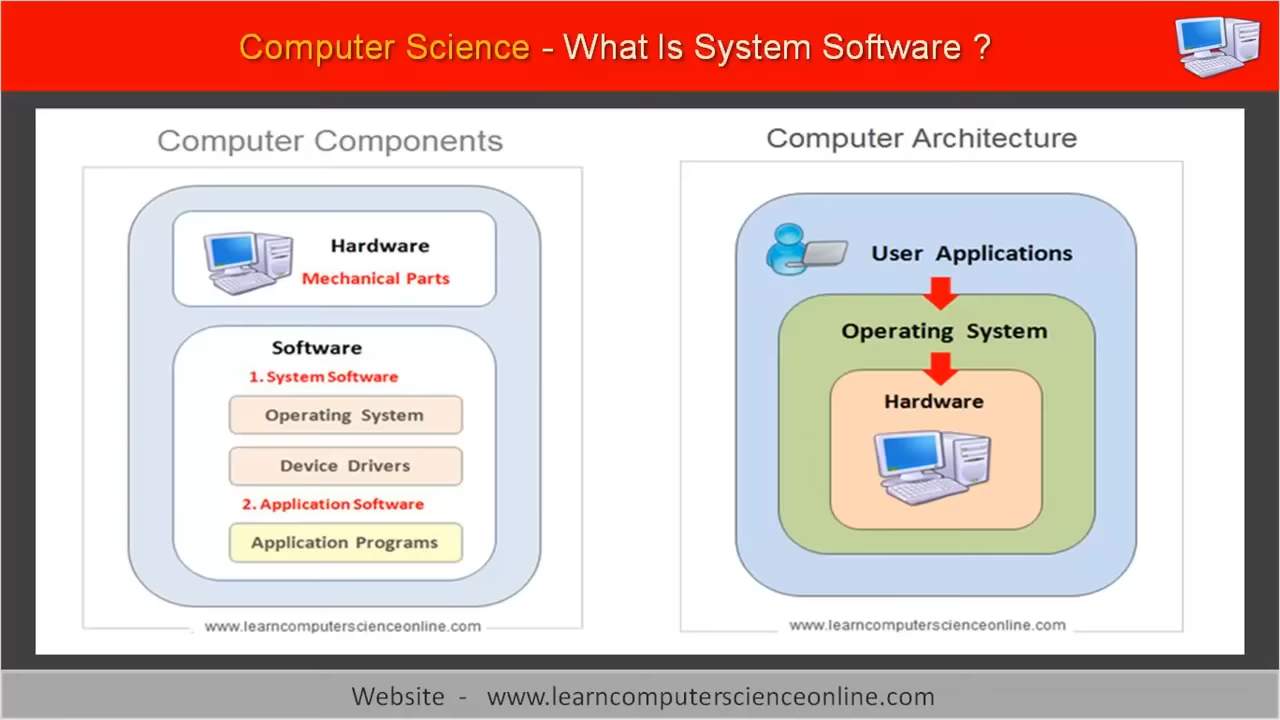 Computer Science - What Is System Software ?
Computer Components
Hardware
Mechanical Parts
Software
1. System Software
Operating System
Device Drivers
2. Application Software
Application Programs
www.learncomputerscienceonline.com
Computer Architecture
User Applications
Operating System
Hardware
www.learncomputerscienceonline.com
Website - www.learncomputerscienceonline.com